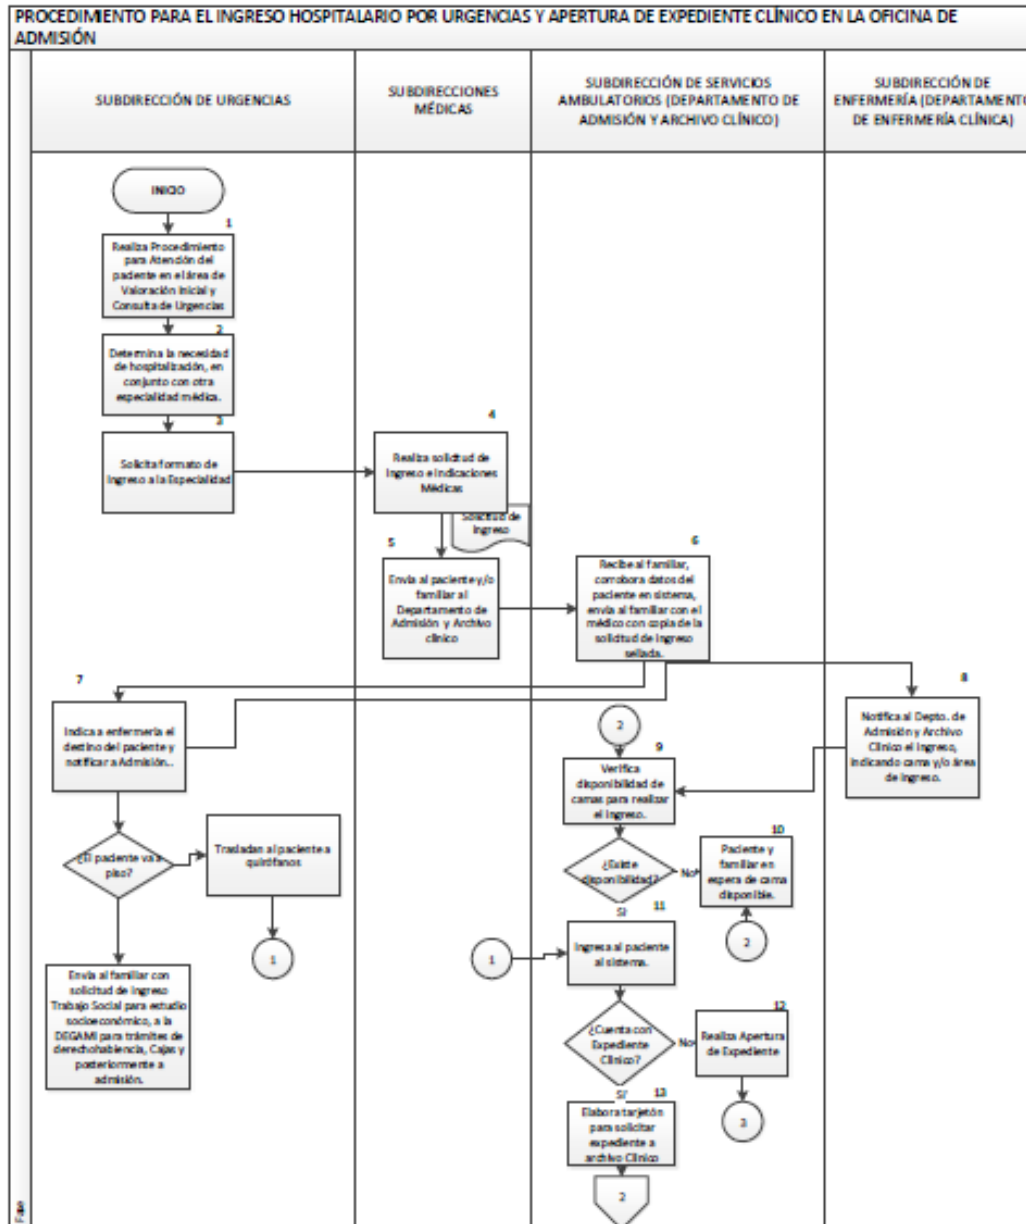 PROCEDIMIENTO PARA EL INGRESO HOSPITALARIO POR URGENCIAS Y APERTURA DE EXPEDIENTE CLÍNICO EN LA OFICINA DE
ADMISIÓN
SUBDIRECCIÓN DE URGENCIAS
SUBDIRECCIONES
MÉDICAS
SUBDIRECCIÓN DE SERVICIOS
AMBULATORIOS (DEPARTAMENTO DE
ADMISIÓN Y ARCHIVO CLÍNICO)
SUBDIRECCIÓN DE
ENFERMERÍA (DEPARTAMENTO
DE ENFERMERÍA CLÍNICA)
INICIO
1
Realiza Procedimiento
para Atención del
paciente en el área de
Valoración Inicial y
Consulta de Urgencias
2
Determina la necesidad
de hospitalización, en
conjunto con otra
especialidad médica.
3
Solicita formato de
Ingreso a la Especialidad
4
Realiza solicitud de
Ingreso e Indicaciones
Médicas
Solicitud de
Ingreso
5
Envía al paciente y/o
familiar al
Departamento de
Admisión y Archivo
clínico
6
Recibe al familiar,
corrobora datos del
paciente en sistema,
envía al familiar con el
médico con copia de la
solicitud de ingreso
sellada.
7
Indica a enfermería el
destino del paciente y
notificar a Admisión..
8
Notifica al Depto. de
Admisión y Archivo
Clínico el ingreso,
indicando cama y/o área
de ingreso.
2
9
Verifica
disponibilidad de
camas para realizar
el ingreso.
¿El paciente va a
piso?
Trasladan al paciente a
quirófanos
1
¿Existe
disponibilidad?
No
10
Paciente y
familiar en
espera de cama
disponible.
2
Si
11
1
Ingresa al paciente
al sistema.
Envía al familiar con
solicitud de ingreso
Trabajo Social para estudio
socioeconómico, a la
DEGAMI para trámites de
derechohabiencia, Cajas y
posteriormente a
admisión.
¿Cuenta con
Expediente
Clínico?
No
12
Realiza Apertura
de Expediente
3
Si
13
Elabora tarjetón
para solicitar
expediente a
archivo Clínico
2
Fase